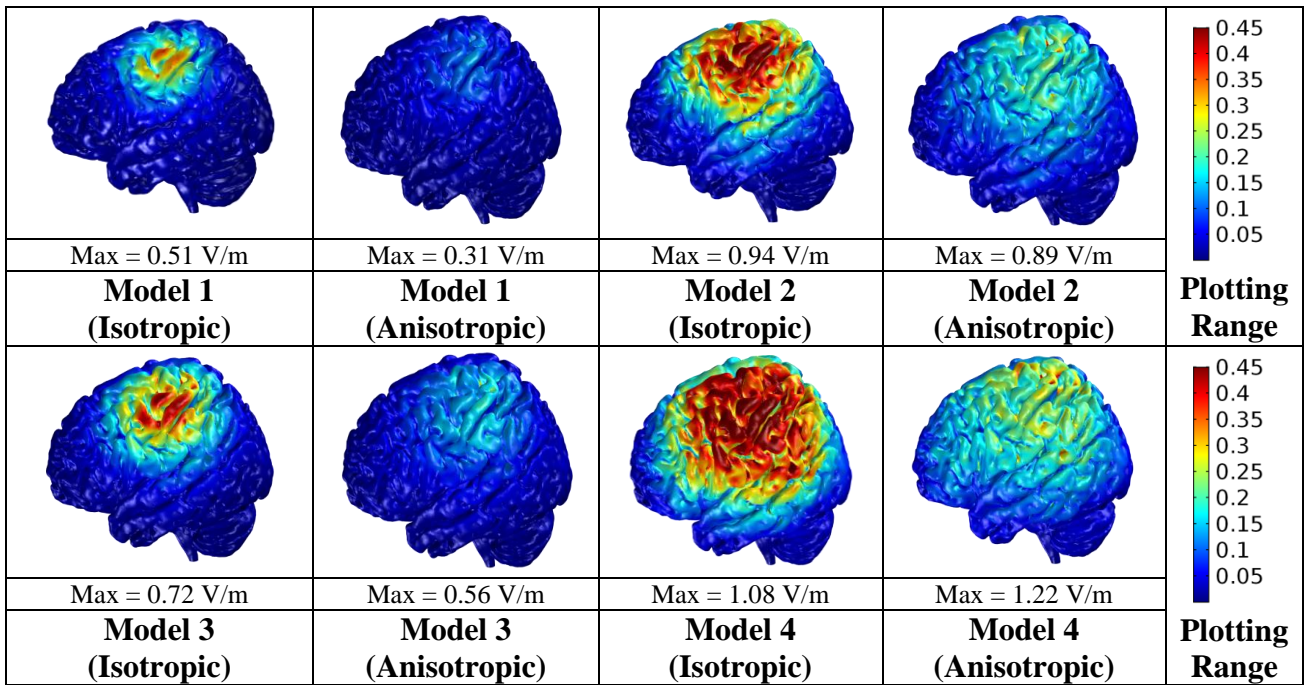 0.45
0.4
0.35
0.3
0.25
0.2
0.15
0.1
0.05
Max = 0.51 V/m
Max = 0.31 V/m
Max = 0.94 V/m
Max = 0.89 V/m
Model 1
(Isotropic)
Model 1
(Anisotropic)
Model 2
(Isotropic)
Model 2
(Anisotropic)
Plotting
Range
0.45
0.4
0.35
0.3
0.25
0.2
0.15
0.1
0.05
Max = 0.72 V/m
Max = 0.56 V/m
Max = 1.08 V/m
Max = 1.22 V/m
Model 3
(Isotropic)
Model 3
(Anisotropic)
Model 4
(Isotropic)
Model 4
(Anisotropic)
Plotting
Range